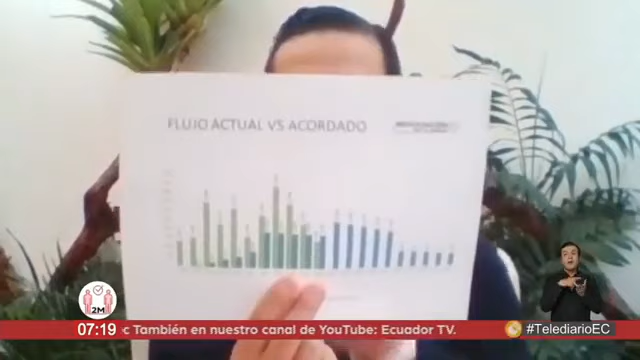 FLUJO ACTUAL VS ACORDADO
2M
07:19
c También en nuestro canal de YouTube: Ecuador TV.
#TelediarioEC